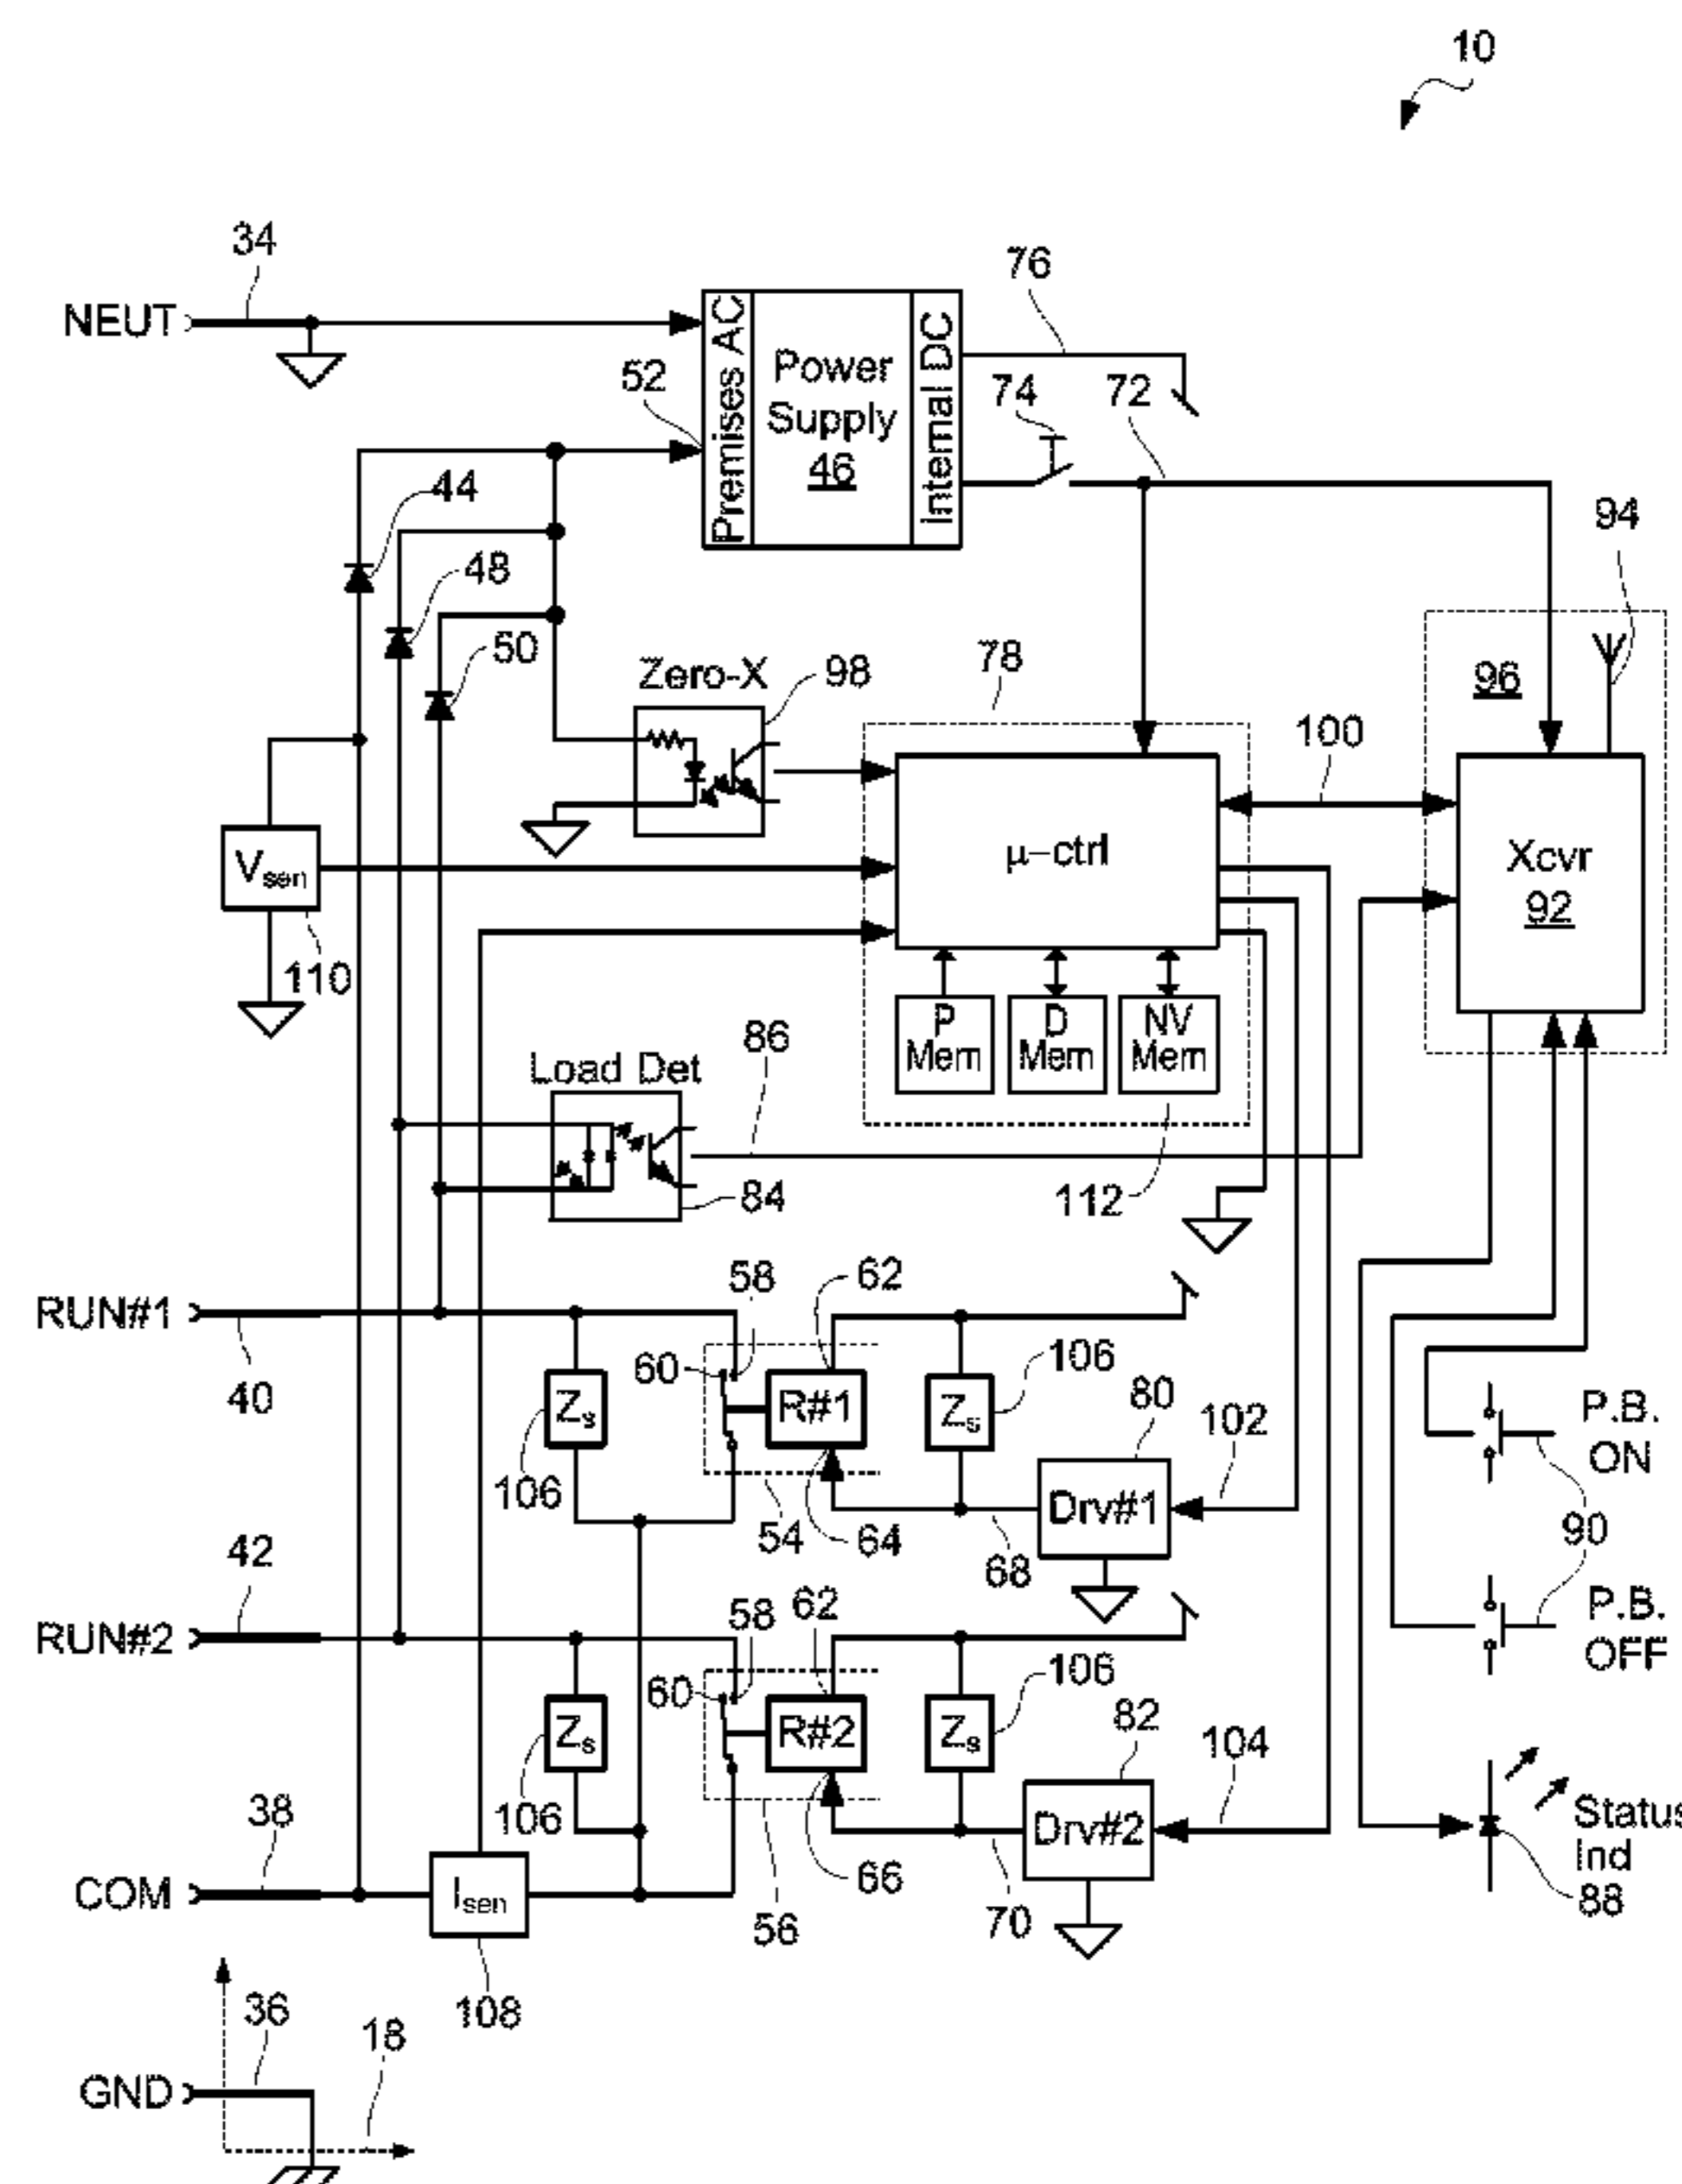 10
34
NEUT
76
52
Premises AC
Power
Supply
46
Internal DC
74
72
44
94
48
50
Zero-X
98
78
96
100
Vsen
μ-ctrl
Xcvr
92
110
P
Mem
D
Mem
NV
Mem
86
Load Det
84
112
RUN#1
58
62
60
R#1
106
40
Zs
Zs
80
102
P.B.
ON
106
Drv#1
54
64
68
90
42
RUN#2
58
62
60
R#2
106
P.B.
OFF
Zs
Zs
82
104
106
Drv#2
Status
Ind
38
66
COM
Isen
56
70
88
108
36
18
GND